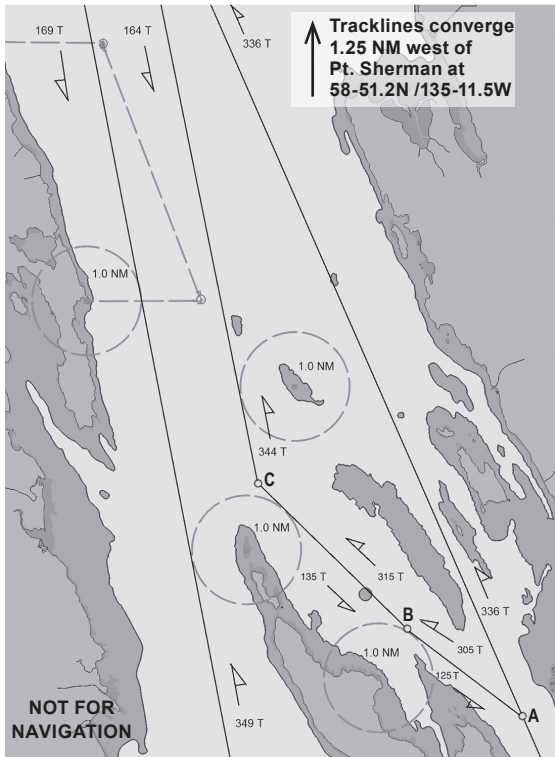 169 T
164 T
336 T
Tracklines converge
1.25 NM west of
Pt. Sherman at
58-51.2N /135-11.5W
1.0 NM
1.0 NM
344 T
C
1.0 NM
135 T
315 T
336 T
B
305 T
1.0 NM
125T
A
349 T
NOT FOR
NAVIGATION